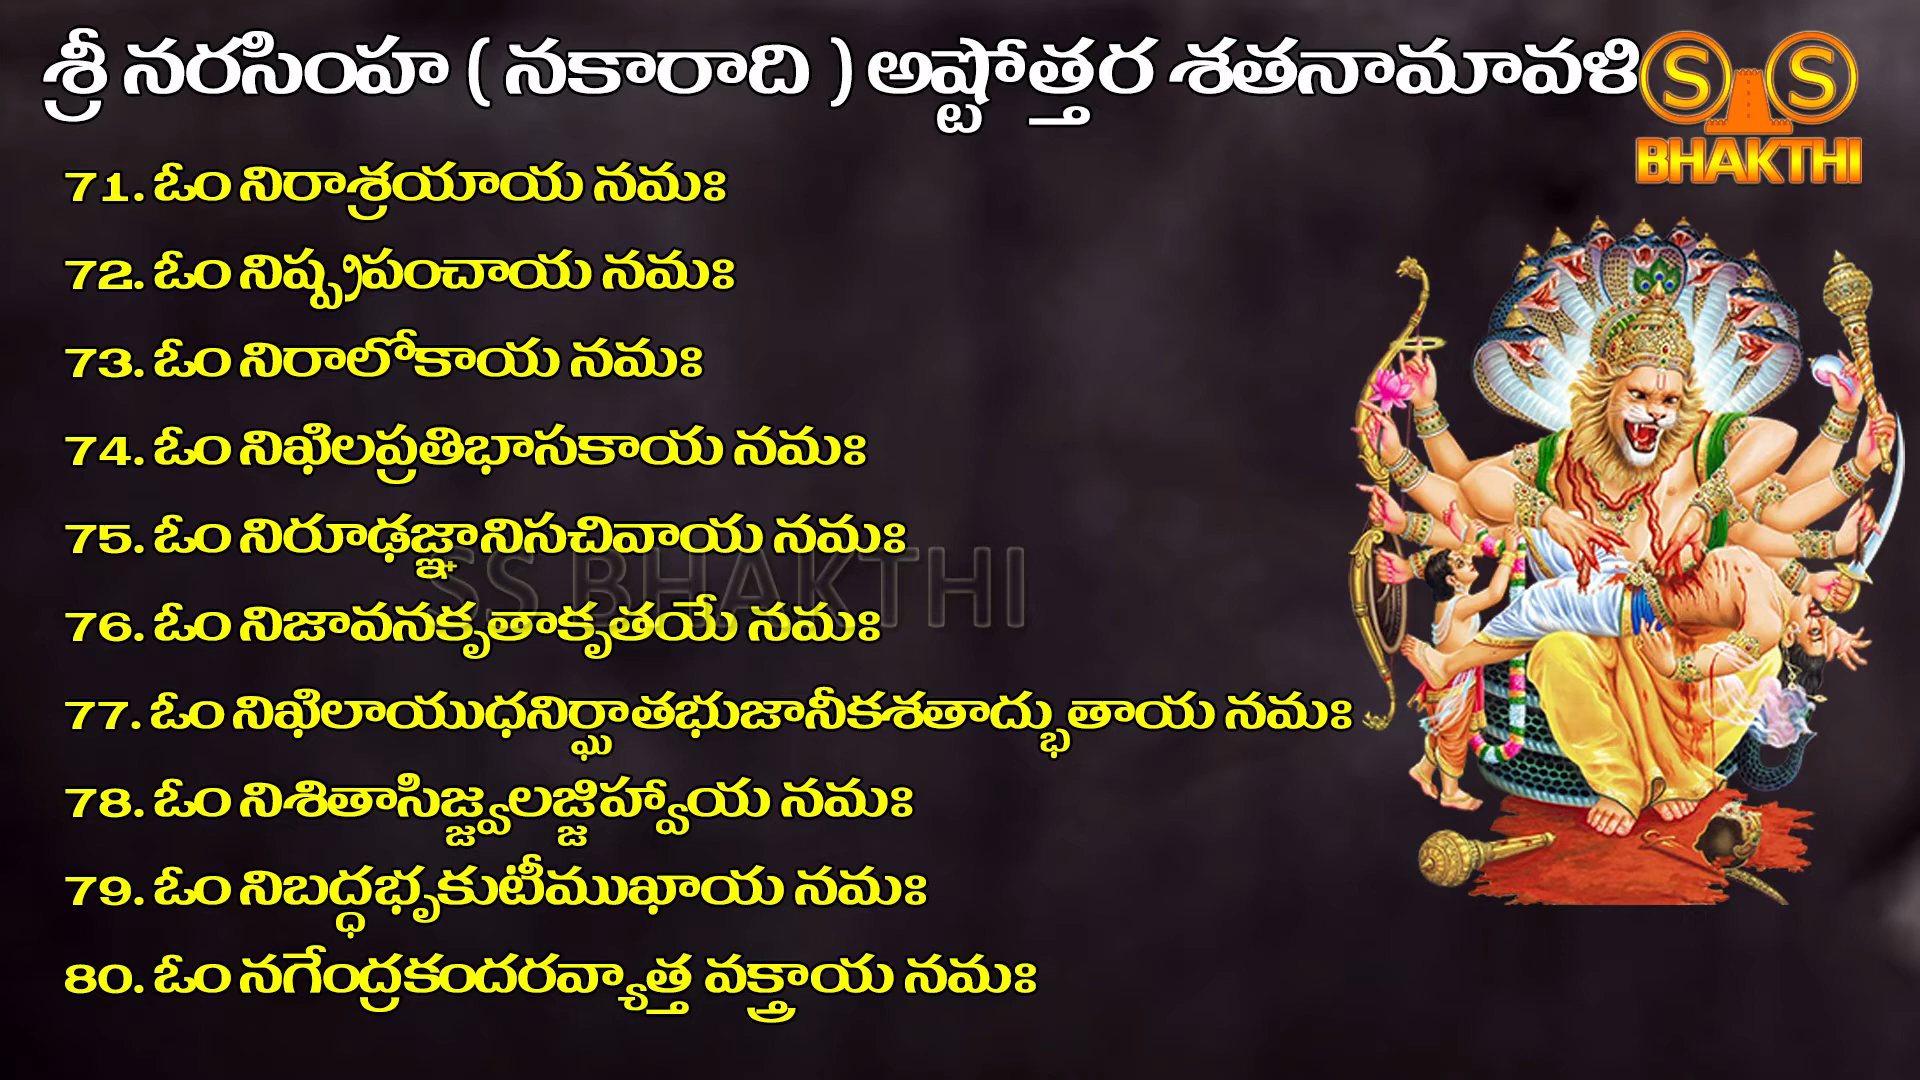 శ్రీ నరసింహ ( నకారాది ) అష్టోత్తర శతనామావళి
S S
BHAKTHI
71. ఓం నిరాశ్రయాయ నమః
72. ఓం నిష్ప్రపంచాయ నమః
73. ఓం నిరాలోకాయ నమః
74. ఓం నిఖిలప్రతిభాసకాయ నమః
75. ఓం నిరూఢజ్ఞానిసచివాయ నమః
76. ఓం నిజావనకృతాకృతయే నమః
77. ఓం నిఖిలాయుధనిర్ఘాతభుజానీకశతాద్భుతాయ నమః
78. ఓం నిశితాసిజ్జ్వలజ్జిహ్వాయ నమః
79. ఓం నిబద్ధభృకుటీముఖాయ నమః
80. ఓం నగేంద్రకందరవ్యాత్త వక్త్రాయ నమః
SS BHAKTHI